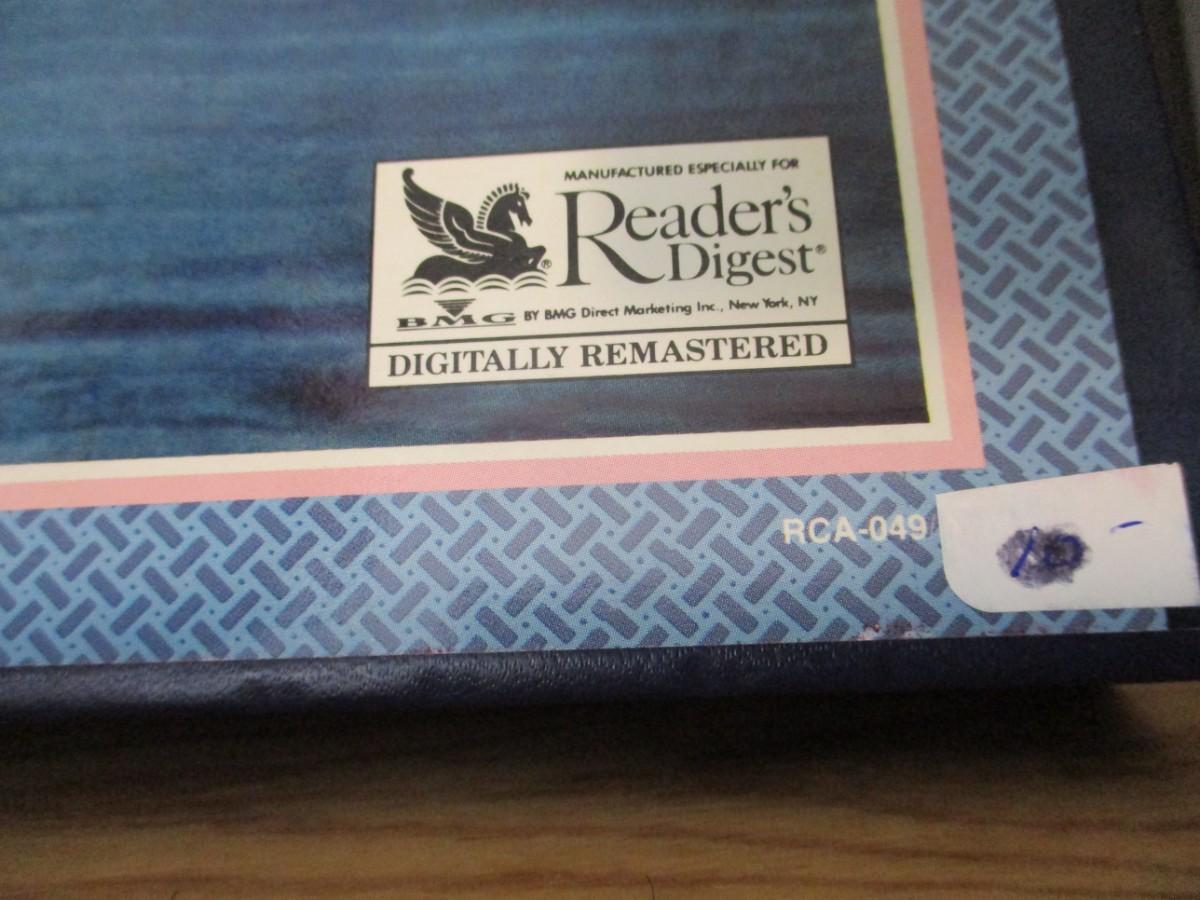 MANUFACTURED ESPECIALLY FOR
Reader's
Digest®
®
BMG BY BMG Direct Marketing Inc., New York, NY
DIGITALLY REMASTERED
RCA-049